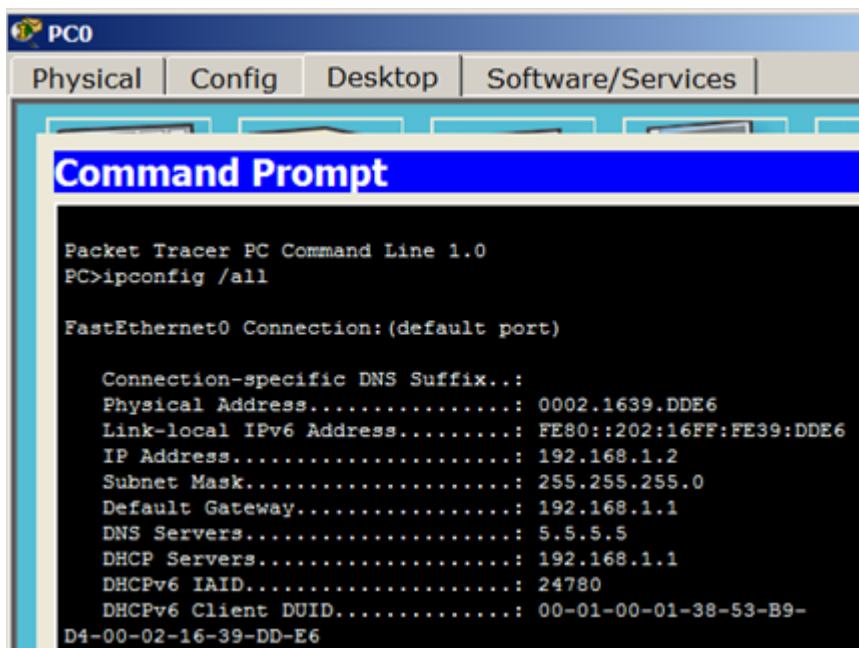 PC0
Physical Config Desktop Software/Services
Command Prompt
Packet Tracer PC Command Line 1.0
PC>ipconfig /all
FastEthernet0 Connection:(default port)
Connection-specific DNS Suffix..:
Physical Address................: 0002.1639.DDE6
Link-local IPv6 Address.........: FE80::202:16FF:FE39:DDE6
IP Address......................: 192.168.1.2
Subnet Mask.....................: 255.255.255.0
Default Gateway.................: 192.168.1.1
DNS Servers.....................: 5.5.5.5
DHCP Servers....................: 192.168.1.1
DHCPv6 IAID.....................: 24780
DHCPv6 Client DUID..............: 00-01-00-01-38-53-B9-
D4-00-02-16-39-DD-E6